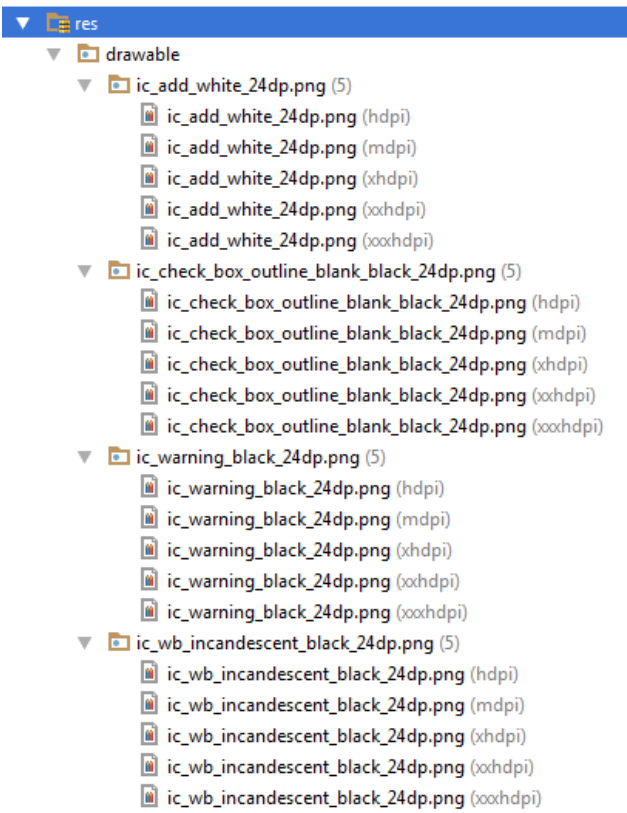 res
drawable
ic_add_white_24dp.png (5)
ic_add_white_24dp.png (hdpi)
ic_add_white_24dp.png (mdpi)
ic_add_white_24dp.png (xhdpi)
ic_add_white_24dp.png (xxhdpi)
ic_add_white_24dp.png (xxxhdpi)
ic_check_box_outline_blank_black_24dp.png (5)
ic_check_box_outline_blank_black_24dp.png (hdpi)
ic_check_box_outline_blank_black_24dp.png (mdpi)
ic_check_box_outline_blank_black_24dp.png (xhdpi)
ic_check_box_outline_blank_black_24dp.png (xxhdpi)
ic_check_box_outline_blank_black_24dp.png (xxxhdpi)
ic_warning_black_24dp.png (5)
ic_warning_black_24dp.png (hdpi)
ic_warning_black_24dp.png (mdpi)
ic_warning_black_24dp.png (xhdpi)
ic_warning_black_24dp.png (xxhdpi)
ic_warning_black_24dp.png (xxxhdpi)
ic_wb_incandescent_black_24dp.png (5)
ic_wb_incandescent_black_24dp.png (hdpi)
ic_wb_incandescent_black_24dp.png (mdpi)
ic_wb_incandescent_black_24dp.png (xhdpi)
ic_wb_incandescent_black_24dp.png (xxhdpi)
ic_wb_incandescent_black_24dp.png (xxxhdpi)